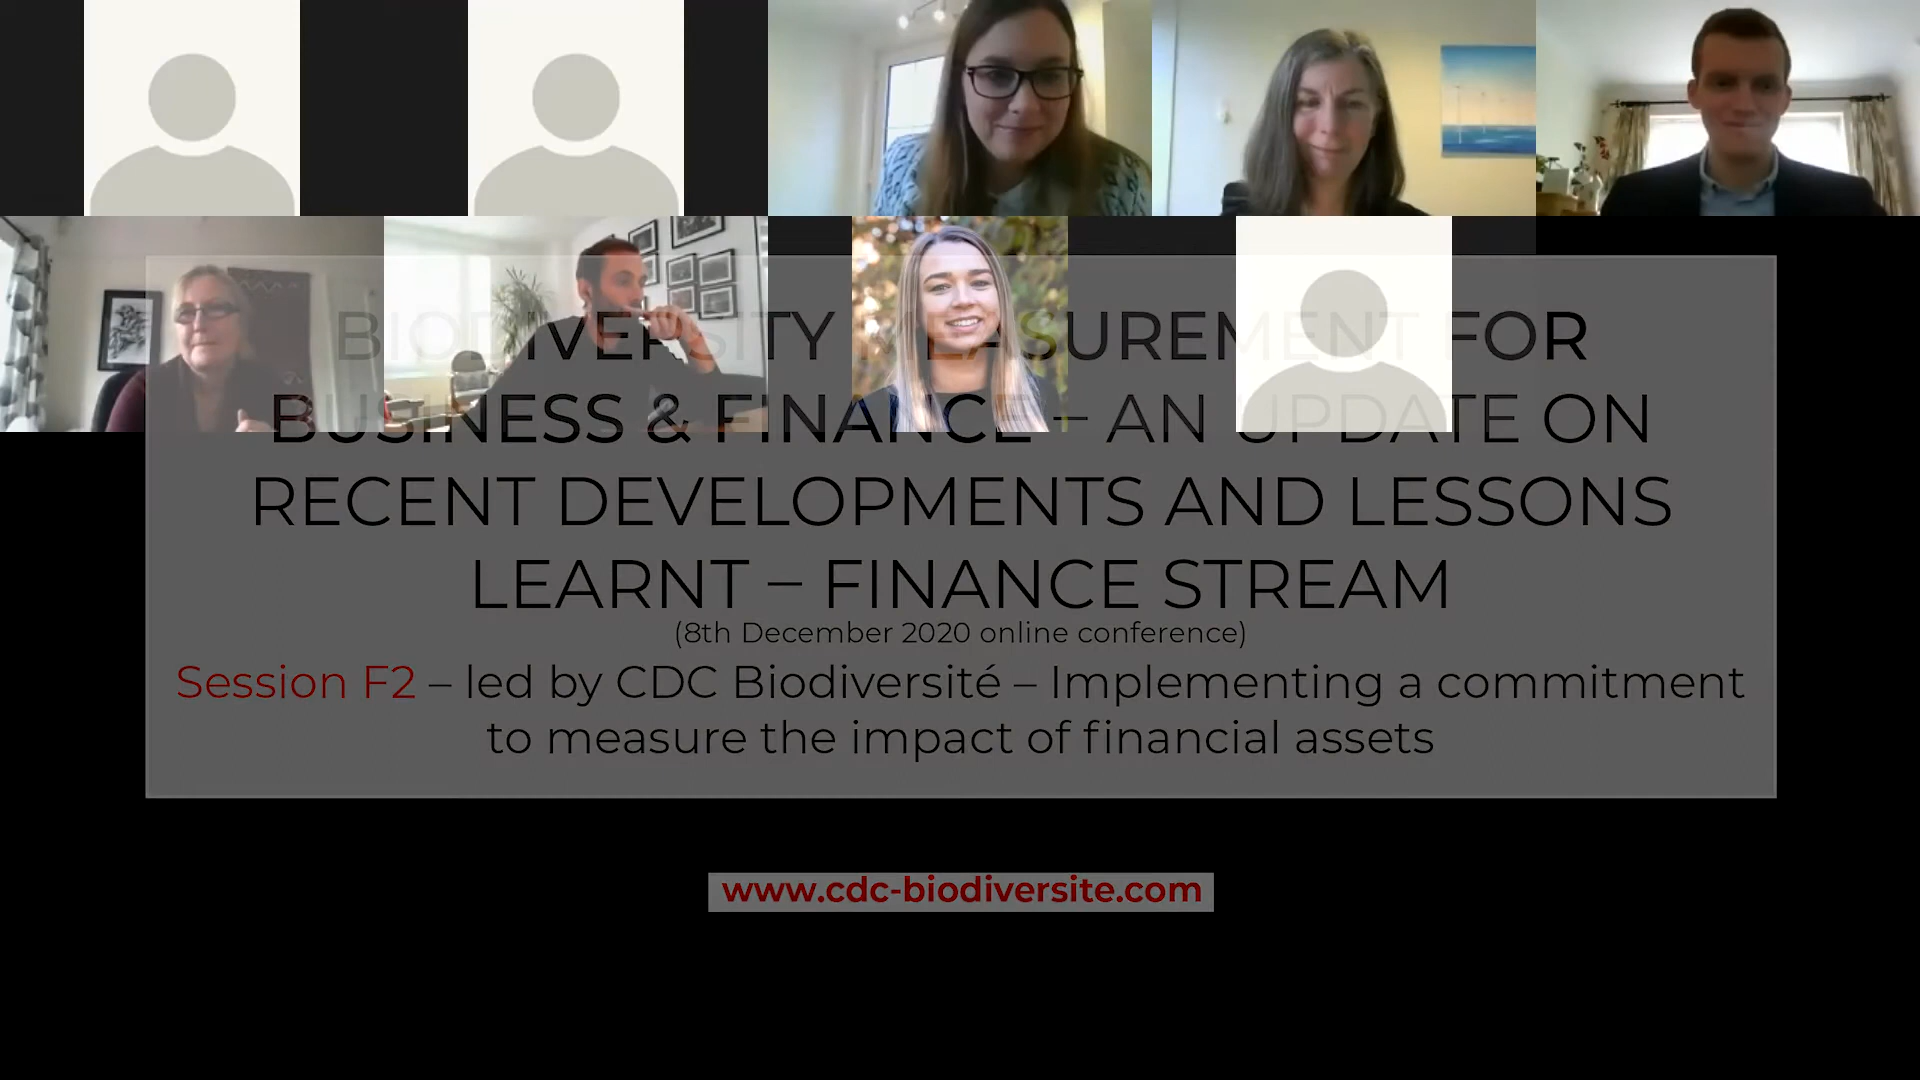 BIODIVERSITY MEASUREMENT FOR
BUSINESS & FINANCE – AN UPDATE ON
RECENT DEVELOPMENTS AND LESSONS
LEARNT – FINANCE STREAM
(8th December 2020 online conference)
Session F2 – led by CDC Biodiversité – Implementing a commitment
to measure the impact of financial assets
www.cdc-biodiversite.com